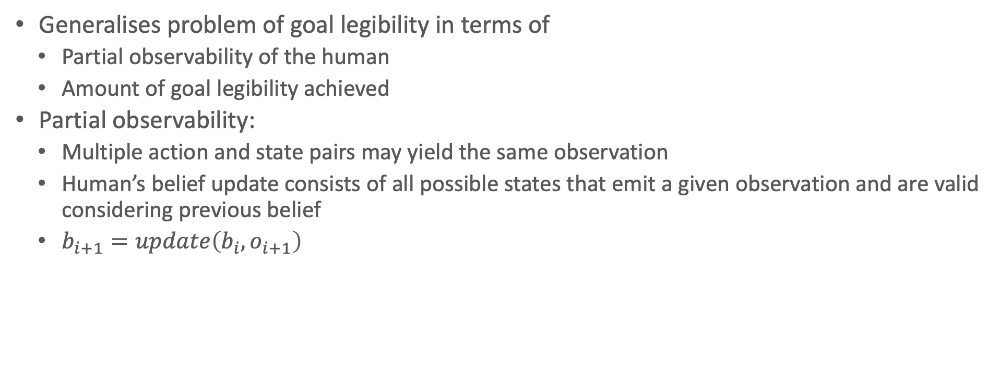 • Generalises problem of goal legibility in terms of
• Partial observability of the human
• Amount of goal legibility achieved
• Partial observability:
• Multiple action and state pairs may yield the same observation
• Human’s belief update consists of all possible states that emit a given observation and are valid
considering previous belief
• $b_{i+1} = update(b_i, o_{i+1})$